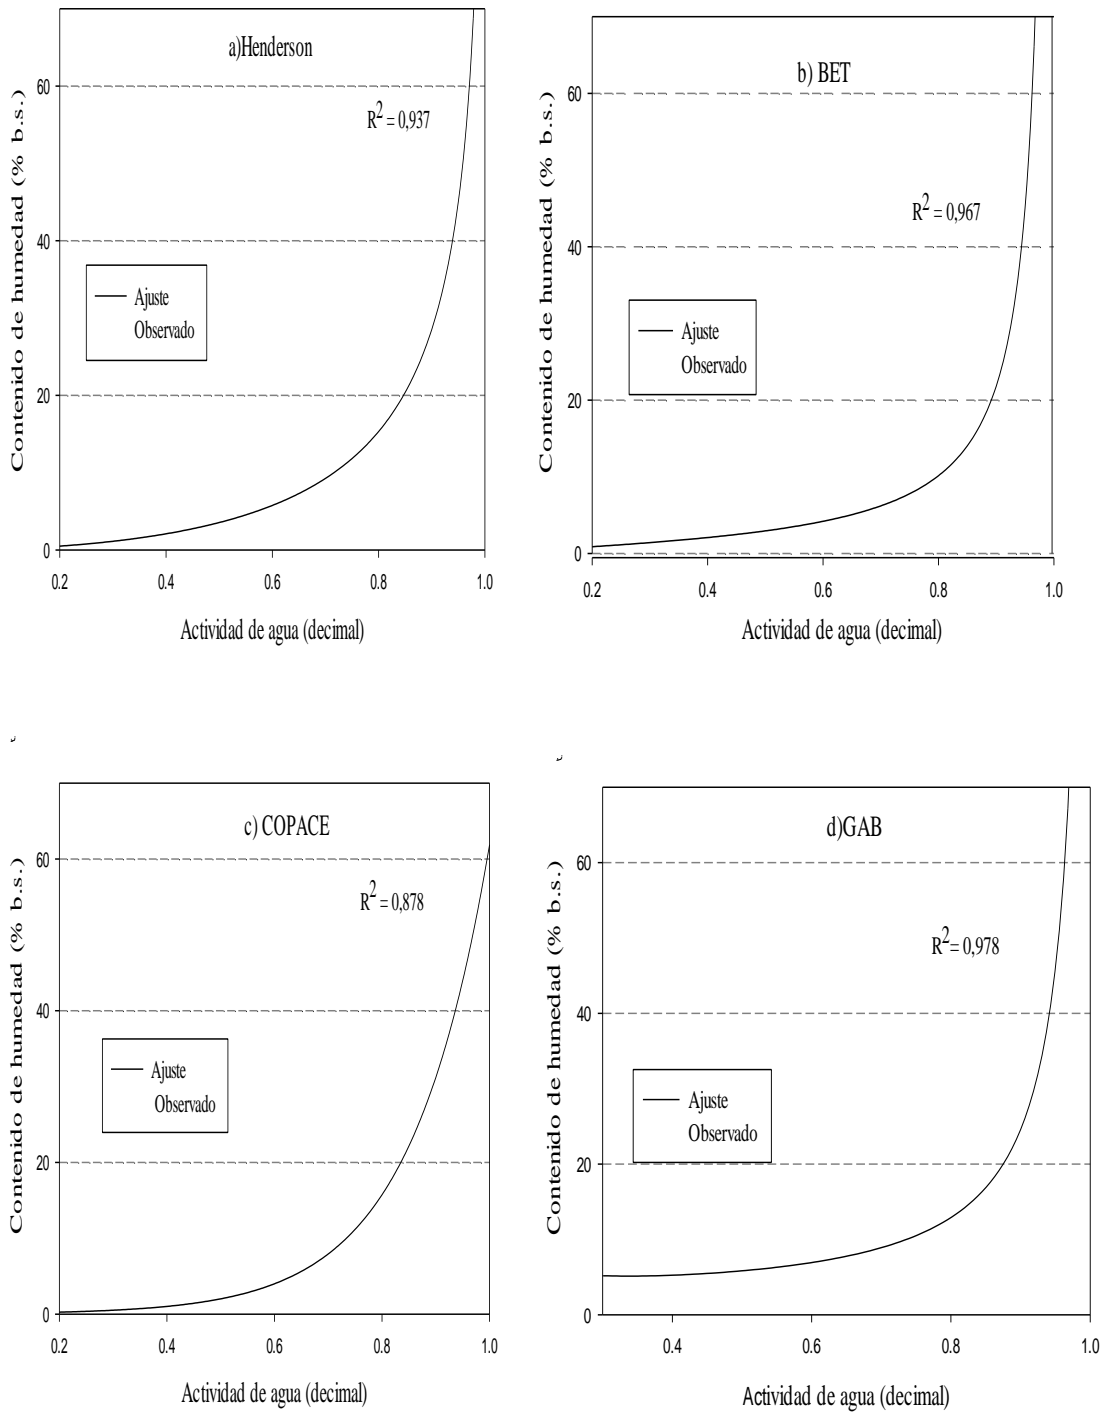 a)Henderson
R2 = 0,937
Contenido de humedad (% b.s.)
60
40
20
0
Ajuste
Observado
0.2 0.4 0.6 0.8 1.0
Actividad de agua (decimal)
b) BET
R2 = 0,967
Contenido de humedad (% b.s.)
60
40
20
0
Ajuste
Observado
0.2 0.4 0.6 0.8 1.0
Actividad de agua (decimal)
c) COPACE
R2 = 0,878
Contenido de humedad (% b.s.)
60
40
20
0
Ajuste
Observado
0.2 0.4 0.6 0.8 1.0
Actividad de agua (decimal)
d)GAB
R2 = 0,978
Contenido de humedad (% b.s.)
60
40
20
0
Ajuste
Observado
0.4 0.6 0.8 1.0
Actividad de agua (decimal)